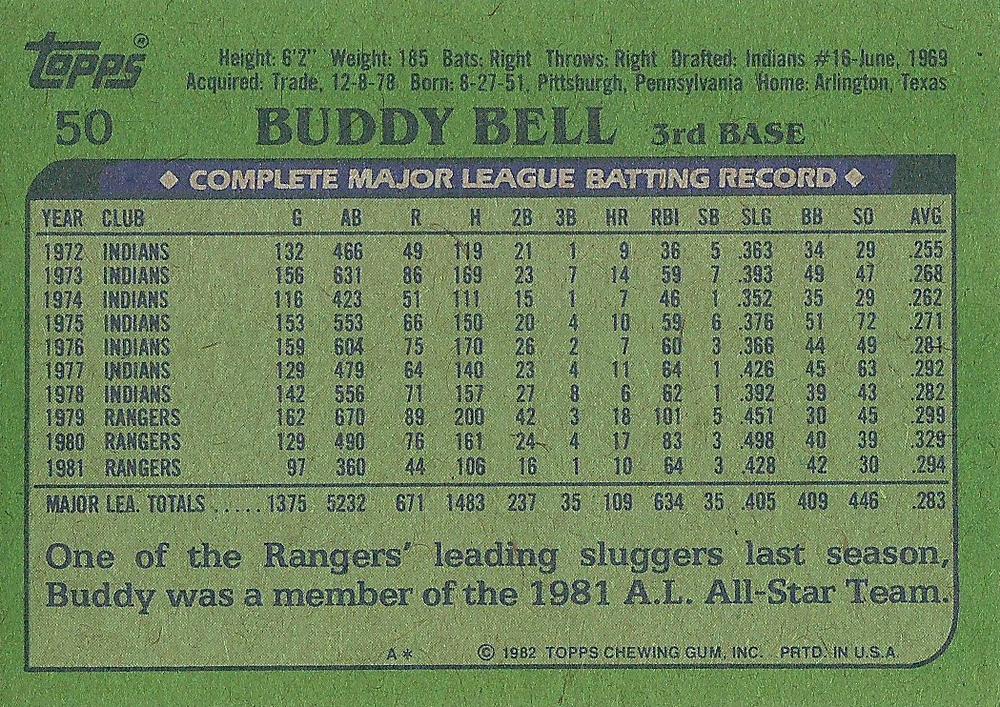 Topps®
Height: 6'2" Weight: 185 Bats: Right Throws: Right Drafted: Indians #16-June, 1969
Acquired: Trade, 12-8-78 Born: 8-27-51, Pittsburgh, Pennsylvania Home: Arlington, Texas
50 BUDDY BELL 3rd BASE
◆ COMPLETE MAJOR LEAGUE BATTING RECORD ◆
YEAR CLUB G AB R H 2B 3B HR RBI SB SLG BB SO AVG
1972 INDIANS 132 466 49 119 21 1 9 36 5 .363 34 29 .255
1973 INDIANS 156 631 86 169 23 7 14 59 7 .393 49 47 .268
1974 INDIANS 116 423 51 111 15 1 7 46 1 .352 35 29 .262
1975 INDIANS 153 553 66 150 20 4 10 59 6 .376 51 72 .271
1976 INDIANS 159 604 75 170 26 2 7 60 3 .366 44 49 .281
1977 INDIANS 129 479 64 140 23 4 11 64 1 .426 45 63 .292
1978 INDIANS 142 556 71 157 27 8 6 62 1 .392 39 43 .282
1979 RANGERS 162 670 89 200 42 3 18 101 5 .451 30 45 .299
1980 RANGERS 129 490 76 161 24 4 17 83 3 .498 40 39 .329
1981 RANGERS 97 360 44 106 16 1 10 64 3 .428 42 30 .294
MAJOR LEA. TOTALS ..... 1375 5232 671 1483 237 35 109 634 35 .405 409 446 .283
One of the Rangers' leading sluggers last season,
Buddy was a member of the 1981 A.L. All-Star Team.
A* © 1982 TOPPS CHEWING GUM, INC. PRTD. IN U.S.A.